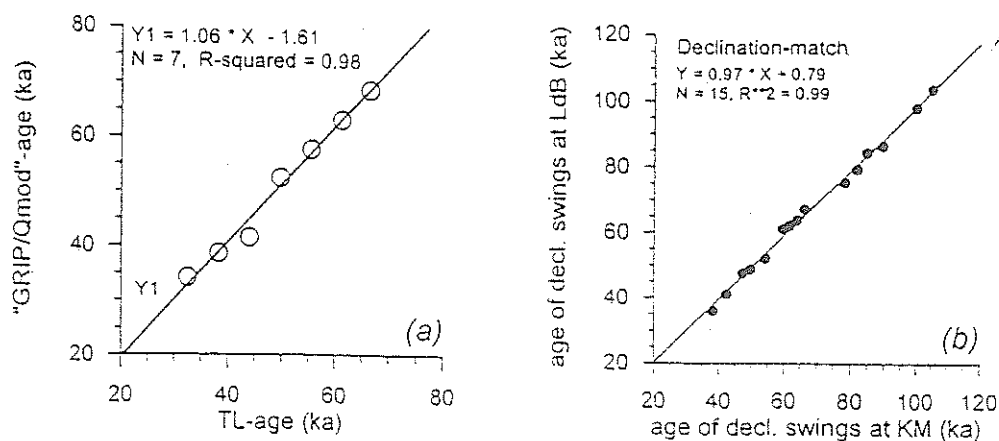 80
60
40
20
"GRIP/Qmod"-age (ka)
Y1 = 1.06 * X - 1.61
N = 7, R-squared = 0.98
Y1
(a)
20 40 60 80
TL-age (ka)
120
100
80
60
40
20
age of decl. swings at LdB (ka)
Declination-match
Y = 0.97 * X + 0.79
N = 15, R**2 = 0.99
(b)
20 40 60 80 100 120
age of decl. swings at KM (ka)